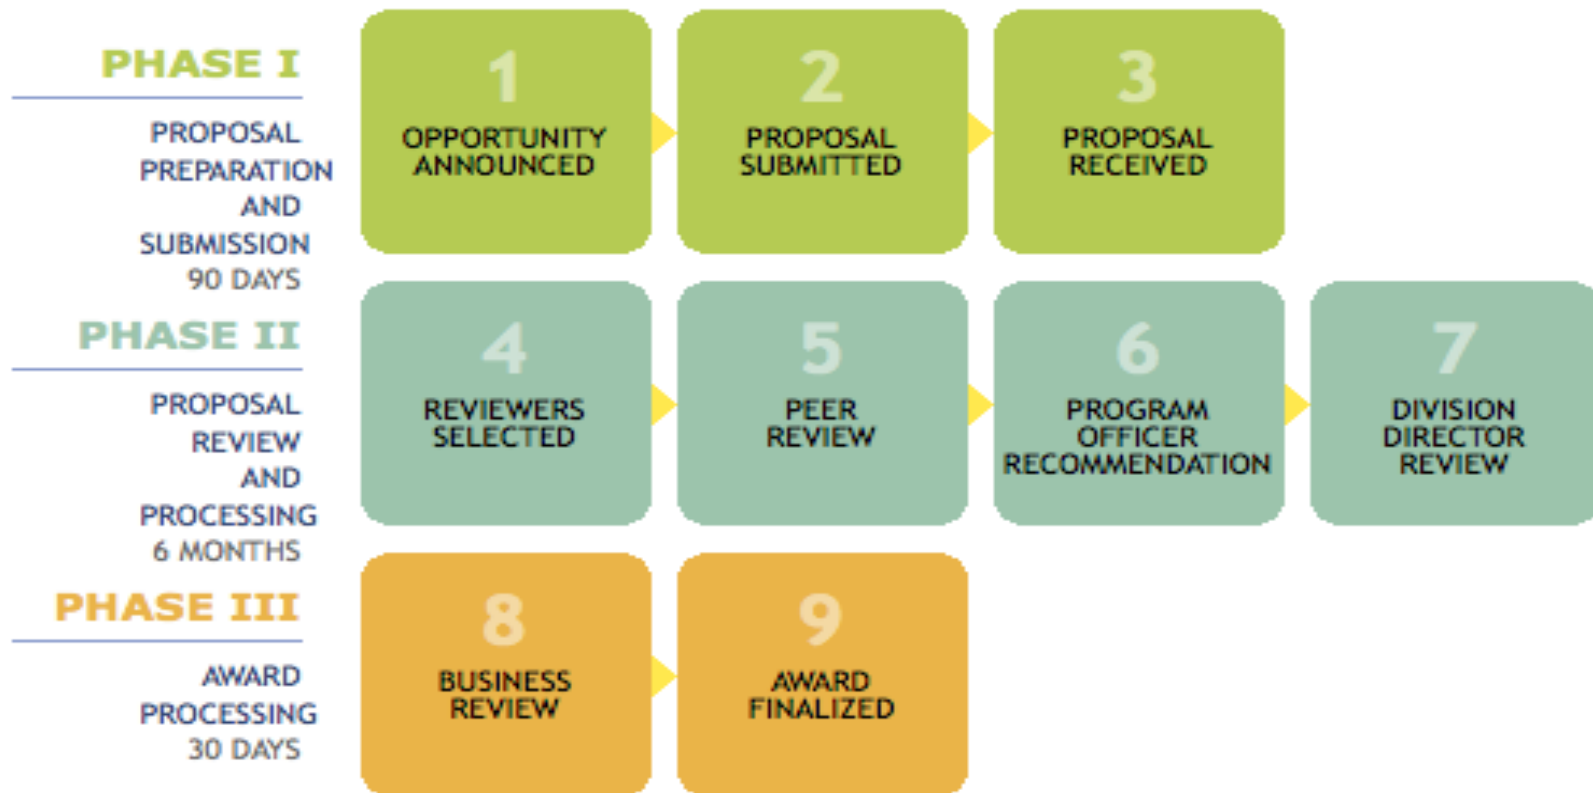 PHASE I
PROPOSAL
PREPARATION
AND
SUBMISSION
90 DAYS
1
OPPORTUNITY
ANNOUNCED
2
PROPOSAL
SUBMITTED
3
PROPOSAL
RECEIVED
PHASE II
PROPOSAL
REVIEW
AND
PROCESSING
6 MONTHS
4
REVIEWERS
SELECTED
5
PEER
REVIEW
6
PROGRAM
OFFICER
RECOMMENDATION
7
DIVISION
DIRECTOR
REVIEW
PHASE III
AWARD
PROCESSING
30 DAYS
8
BUSINESS
REVIEW
9
AWARD
FINALIZED